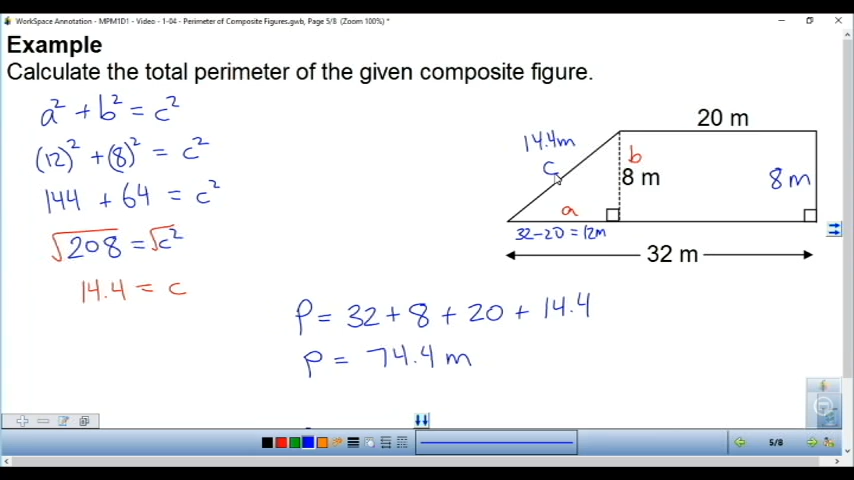 WorkSpace Annotation - MPM1D1 - Video - 1-04 - Perimeter of Composite Figures.gwb, Page 5/8 (Zoom 100%) *
Example
Calculate the total perimeter of the given composite figure.
a² + b² = c²
(12)² + (8)² = c²
144 + 64 = c²
√208 = √c²
14.4 = c
20 m
14.4m
c
b
8 m
8 m
a
32-20 = 12m
32 m
P = 32 + 8 + 20 + 14.4
P = 74.4 m
5/8